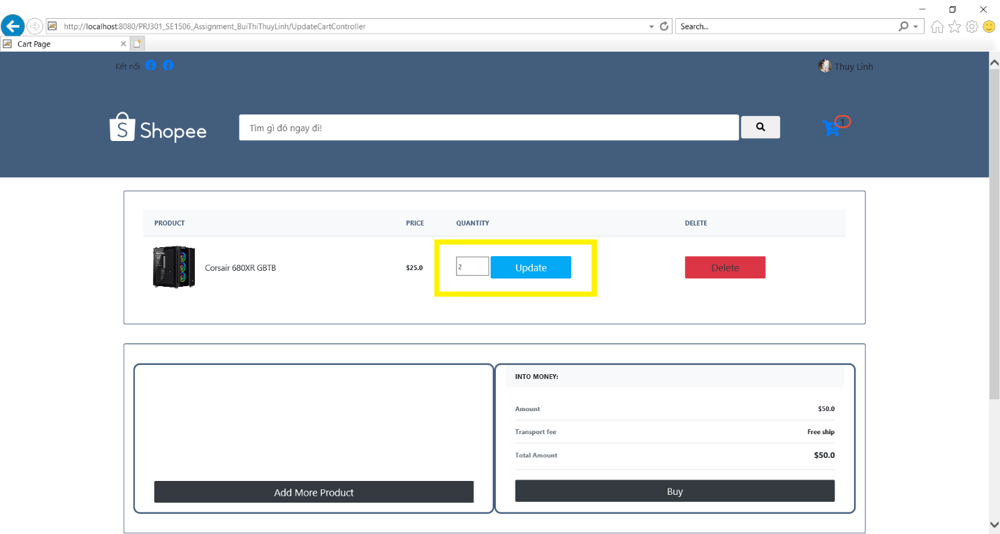 http://localhost:8080/PRJ301_SE1506_Assignment_BuiThiThuyLinh/UpdateCartController
Search...
Cart Page
Kết nối
Thuy Linh
S Shopee
Tìm gì đó ngay đi!
1
PRODUCT PRICE QUANTITY DELETE
Corsair 680XR GBTB $25.0 2 Update Delete
INTO MONEY:
Amount $50.0
Transport fee Free ship
Total Amount $50.0
Add More Product
Buy